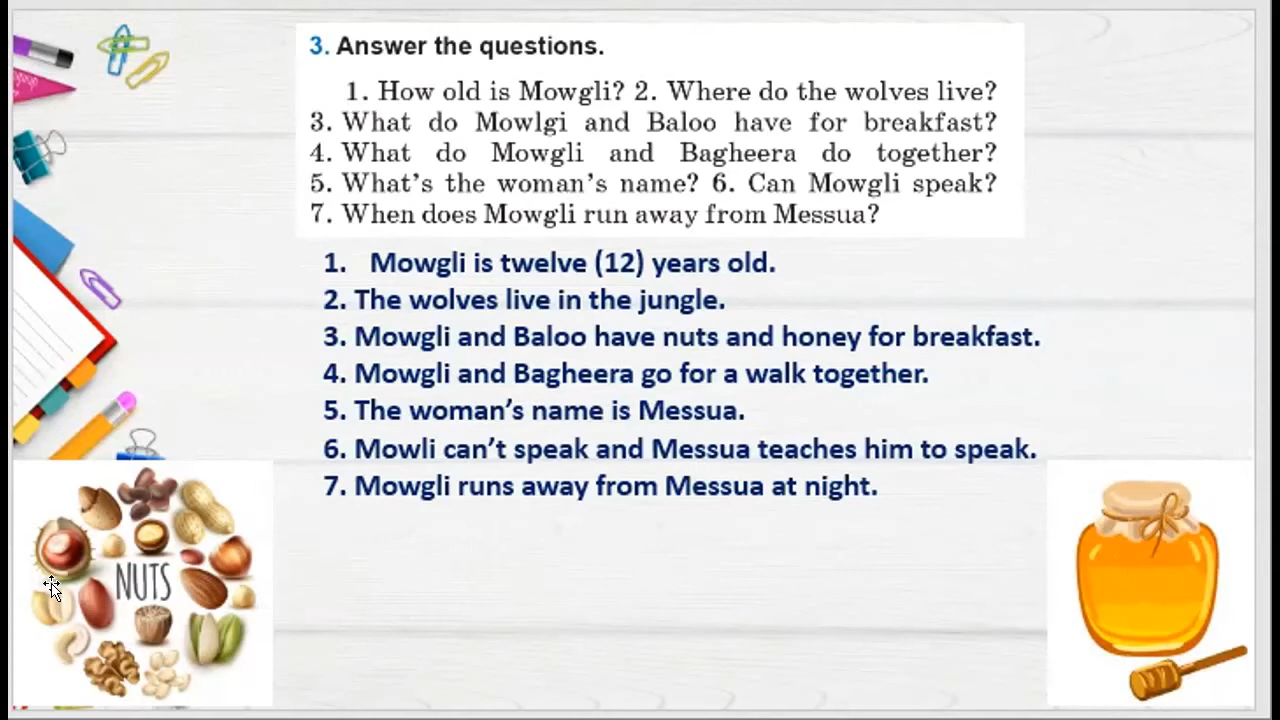 3. Answer the questions.
1. How old is Mowgli? 2. Where do the wolves live?
3. What do Mowlgi and Baloo have for breakfast?
4. What do Mowgli and Bagheera do together?
5. What's the woman's name? 6. Can Mowgli speak?
7. When does Mowgli run away from Messua?
1. Mowgli is twelve (12) years old.
2. The wolves live in the jungle.
3. Mowgli and Baloo have nuts and honey for breakfast.
4. Mowgli and Bagheera go for a walk together.
5. The woman's name is Messua.
6. Mowli can't speak and Messua teaches him to speak.
7. Mowgli runs away from Messua at night.
NUTS